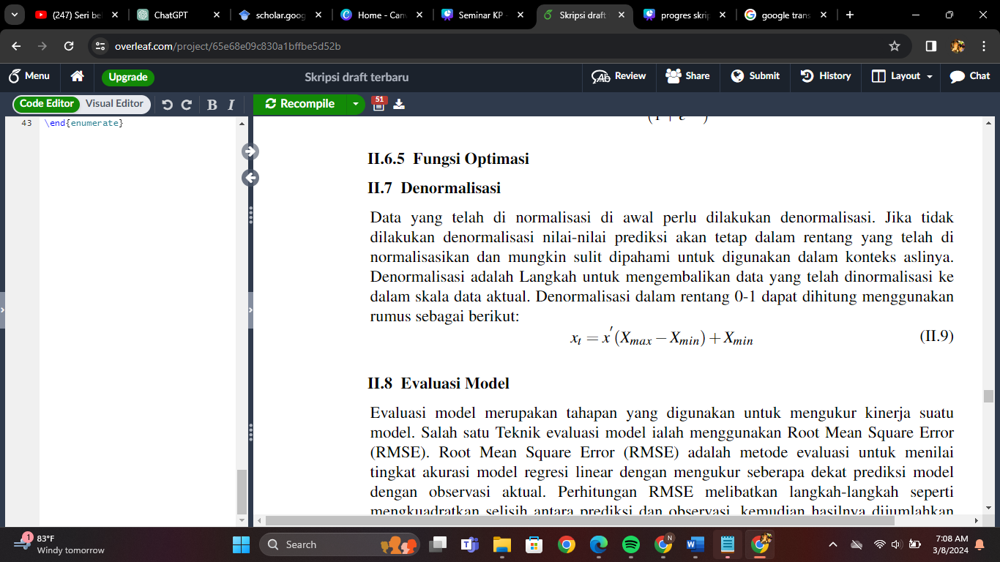 (247) Seri be
ChatGPT
scholar.goog
Home - Can
Seminar KP -
Skripsi draft
progres skrip
google trans
overleaf.com/project/65e68e09c830a1bffbe5d52b
Menu
Upgrade
Skripsi draft terbaru
Review
Share
Submit
History
Layout
Chat
Code Editor
Visual Editor
B I
Recompile
51
43 \end{enumerate}
II.6.5 Fungsi Optimasi
II.7 Denormalisasi
Data yang telah di normalisasi di awal perlu dilakukan denormalisasi. Jika tidak
dilakukan denormalisasi nilai-nilai prediksi akan tetap dalam rentang yang telah di
normalisasikan dan mungkin sulit dipahami untuk digunakan dalam konteks aslinya.
Denormalisasi adalah Langkah untuk mengembalikan data yang telah dinormalisasi ke
dalam skala data aktual. Denormalisasi dalam rentang 0-1 dapat dihitung menggunakan
rumus sebagai berikut:
x_t = x'(X_max − X_min) + X_min (II.9)
II.8 Evaluasi Model
Evaluasi model merupakan tahapan yang digunakan untuk mengukur kinerja suatu
model. Salah satu Teknik evaluasi model ialah menggunakan Root Mean Square Error
(RMSE). Root Mean Square Error (RMSE) adalah metode evaluasi untuk menilai
tingkat akurasi model regresi linear dengan mengukur seberapa dekat prediksi model
dengan observasi aktual. Perhitungan RMSE melibatkan langkah-langkah seperti
mengkuadratkan selisih antara prediksi dan observasi, kemudian hasilnya dijumlahkan
1
83°F
Windy tomorrow
Search
N
7:08 AM
3/8/2024